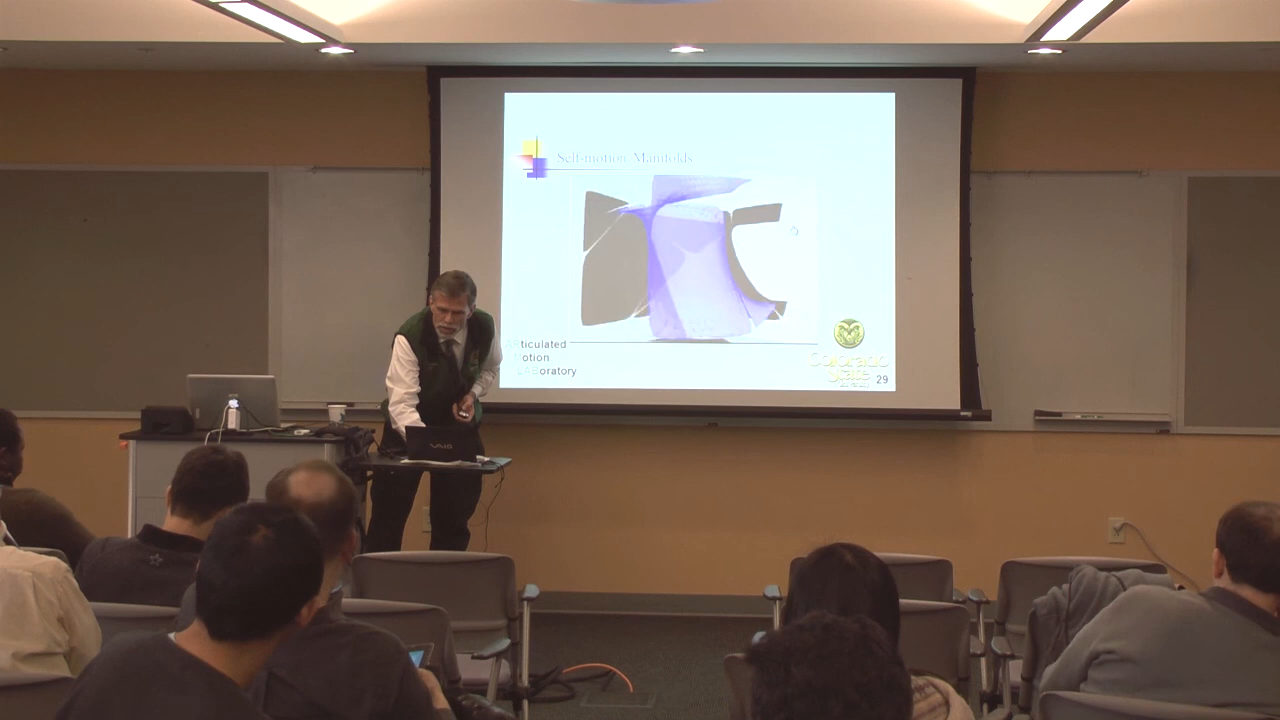 Self-motion Manifolds
ARticulated
Motion
LABoratory
Colorado
State
29
VAIO